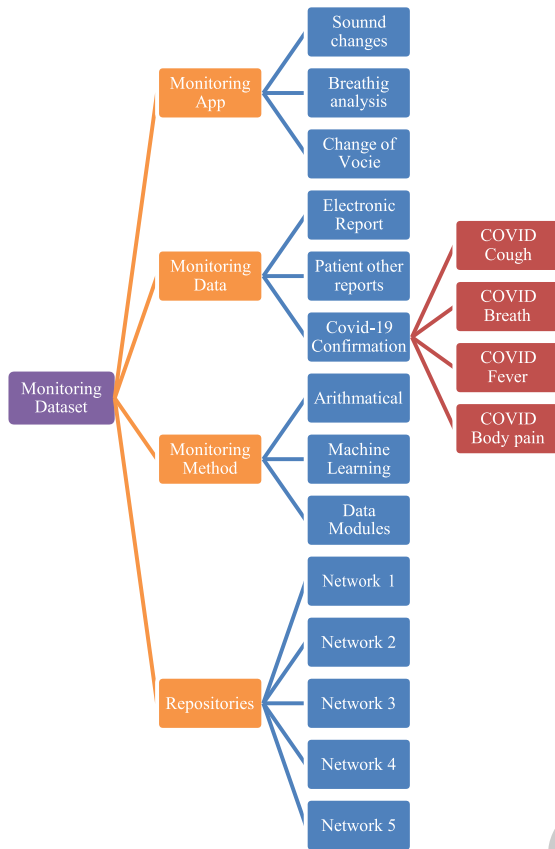 Monitoring
Dataset
Monitoring
App
Sounnd
changes
Breathig
analysis
Change of
Vocie
Monitoring
Data
Electronic
Report
Patient other
reports
Covid-19
Confirmation
COVID
Cough
COVID
Breath
COVID
Fever
COVID
Body pain
Monitoring
Method
Arithmatical
Machine
Learning
Data
Modules
Repositories
Network 1
Network 2
Network 3
Network 4
Network 5